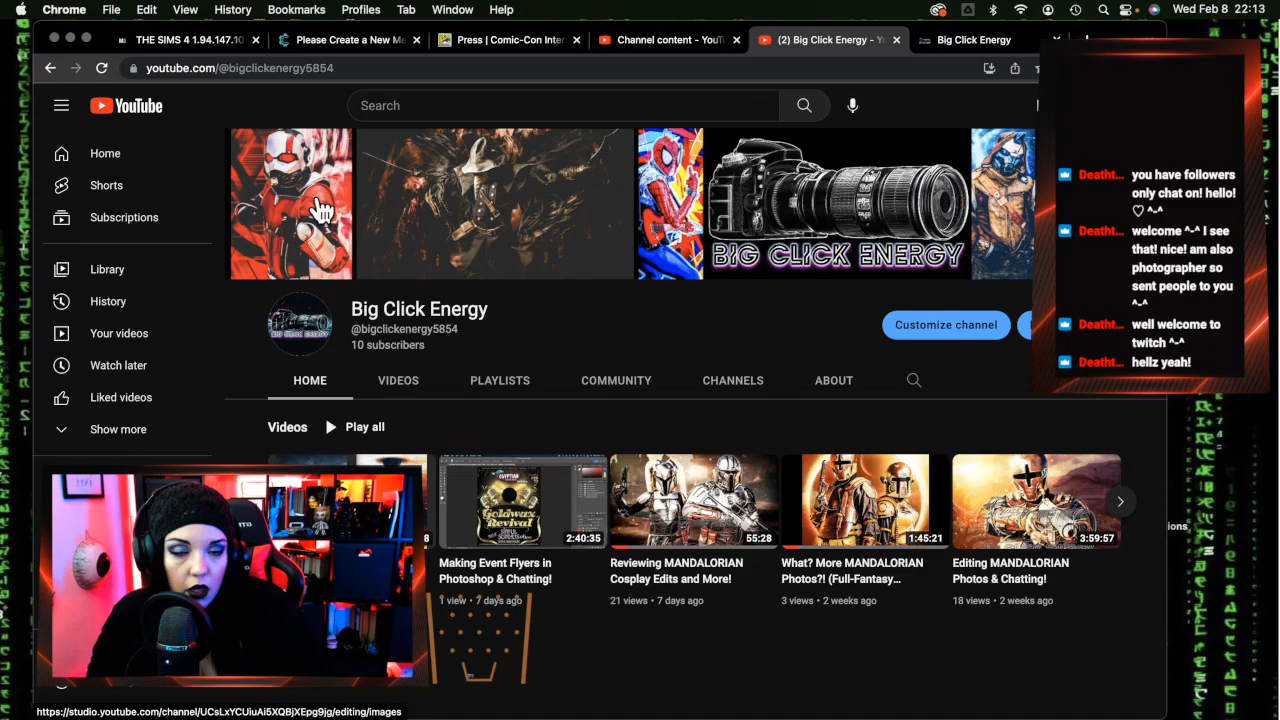 Chrome File Edit View History Bookmarks Profiles Tab Window Help Wed Feb 8 22:13
THE SIMS 4 1.94.147.10 Please Create a New Me Press | Comic-Con Inter Channel content - YouTu (2) Big Click Energy - Yo Big Click Energy
youtube.com/@bigclickenergy5854
YouTube
Search
Home
Shorts
Subscriptions
Library
History
Your videos
Watch later
Liked videos
Show more
BIG CLICK ENERGY
Big Click Energy
@bigclickenergy5854
10 subscribers
Customize channel
HOME VIDEOS PLAYLISTS COMMUNITY CHANNELS ABOUT
Videos Play all
8
Goldwax
Revival
2:40:35
55:28
1:45:21
3:59:57
Making Event Flyers in
Photoshop & Chatting!
1 view • 7 days ago
Reviewing MANDALORIAN
Cosplay Edits and More!
21 views • 7 days ago
What? More MANDALORIAN
Photos?! (Full-Fantasy...
3 views • 2 weeks ago
Editing MANDALORIAN
Photos & Chatting!
18 views • 2 weeks ago
ions
Deatht... you have followers
only chat on! hello!
♡ ^-^
Deatht... welcome ^-^ I see
that! nice! am also
photographer so
sent people to you
^-^
Deatht... well welcome to
twitch ^-^
Deatht... hellz yeah!
https://studio.youtube.com/channel/UCsLxYCUiuAi5XQBjXEpg9jg/editing/images